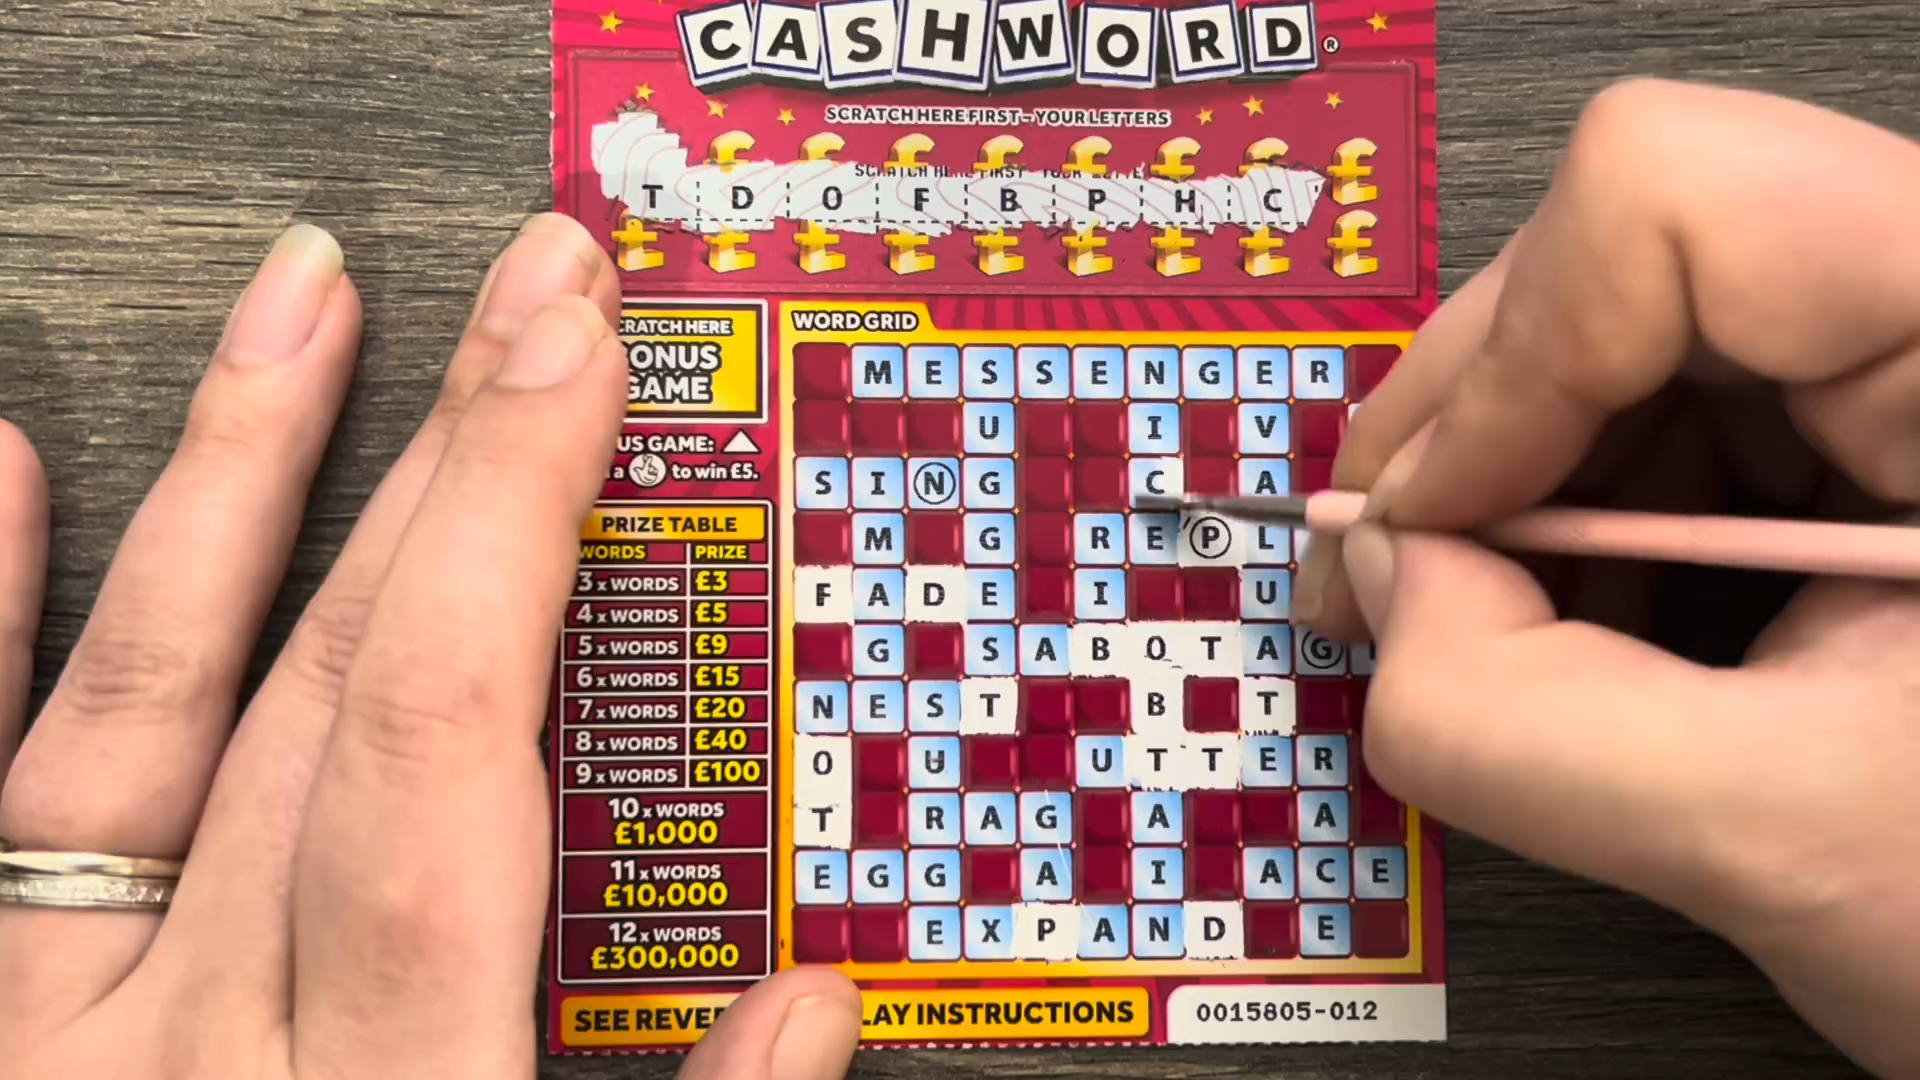 CASHWORD®
SCRATCH HERE FIRST - YOUR LETTERS
T D O F B P H C
CRATCH HERE
ONUS
GAME
US GAME:
a to win £5.
PRIZE TABLE
WORDS PRIZE
3 x WORDS £3
4 x WORDS £5
5 x WORDS £9
6 x WORDS £15
7 x WORDS £20
8 x WORDS £40
9 x WORDS £100
10 x WORDS
£1,000
11 x WORDS
£10,000
12 x WORDS
£300,000
WORD GRID
M E S S E N G E R
U I V
S I N G C A
M G R E P L
F A D E I U
G S A B O T A G
N E S T B T
O U U T T E R
T R A G A A
E G G A I A C E
E X P A N D E
SEE REVE LAY INSTRUCTIONS
0015805-012